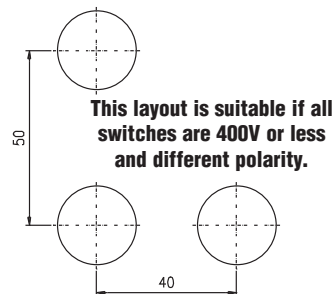 This layout is suitable if all
switches are 400V or less
and different polarity.
50
40